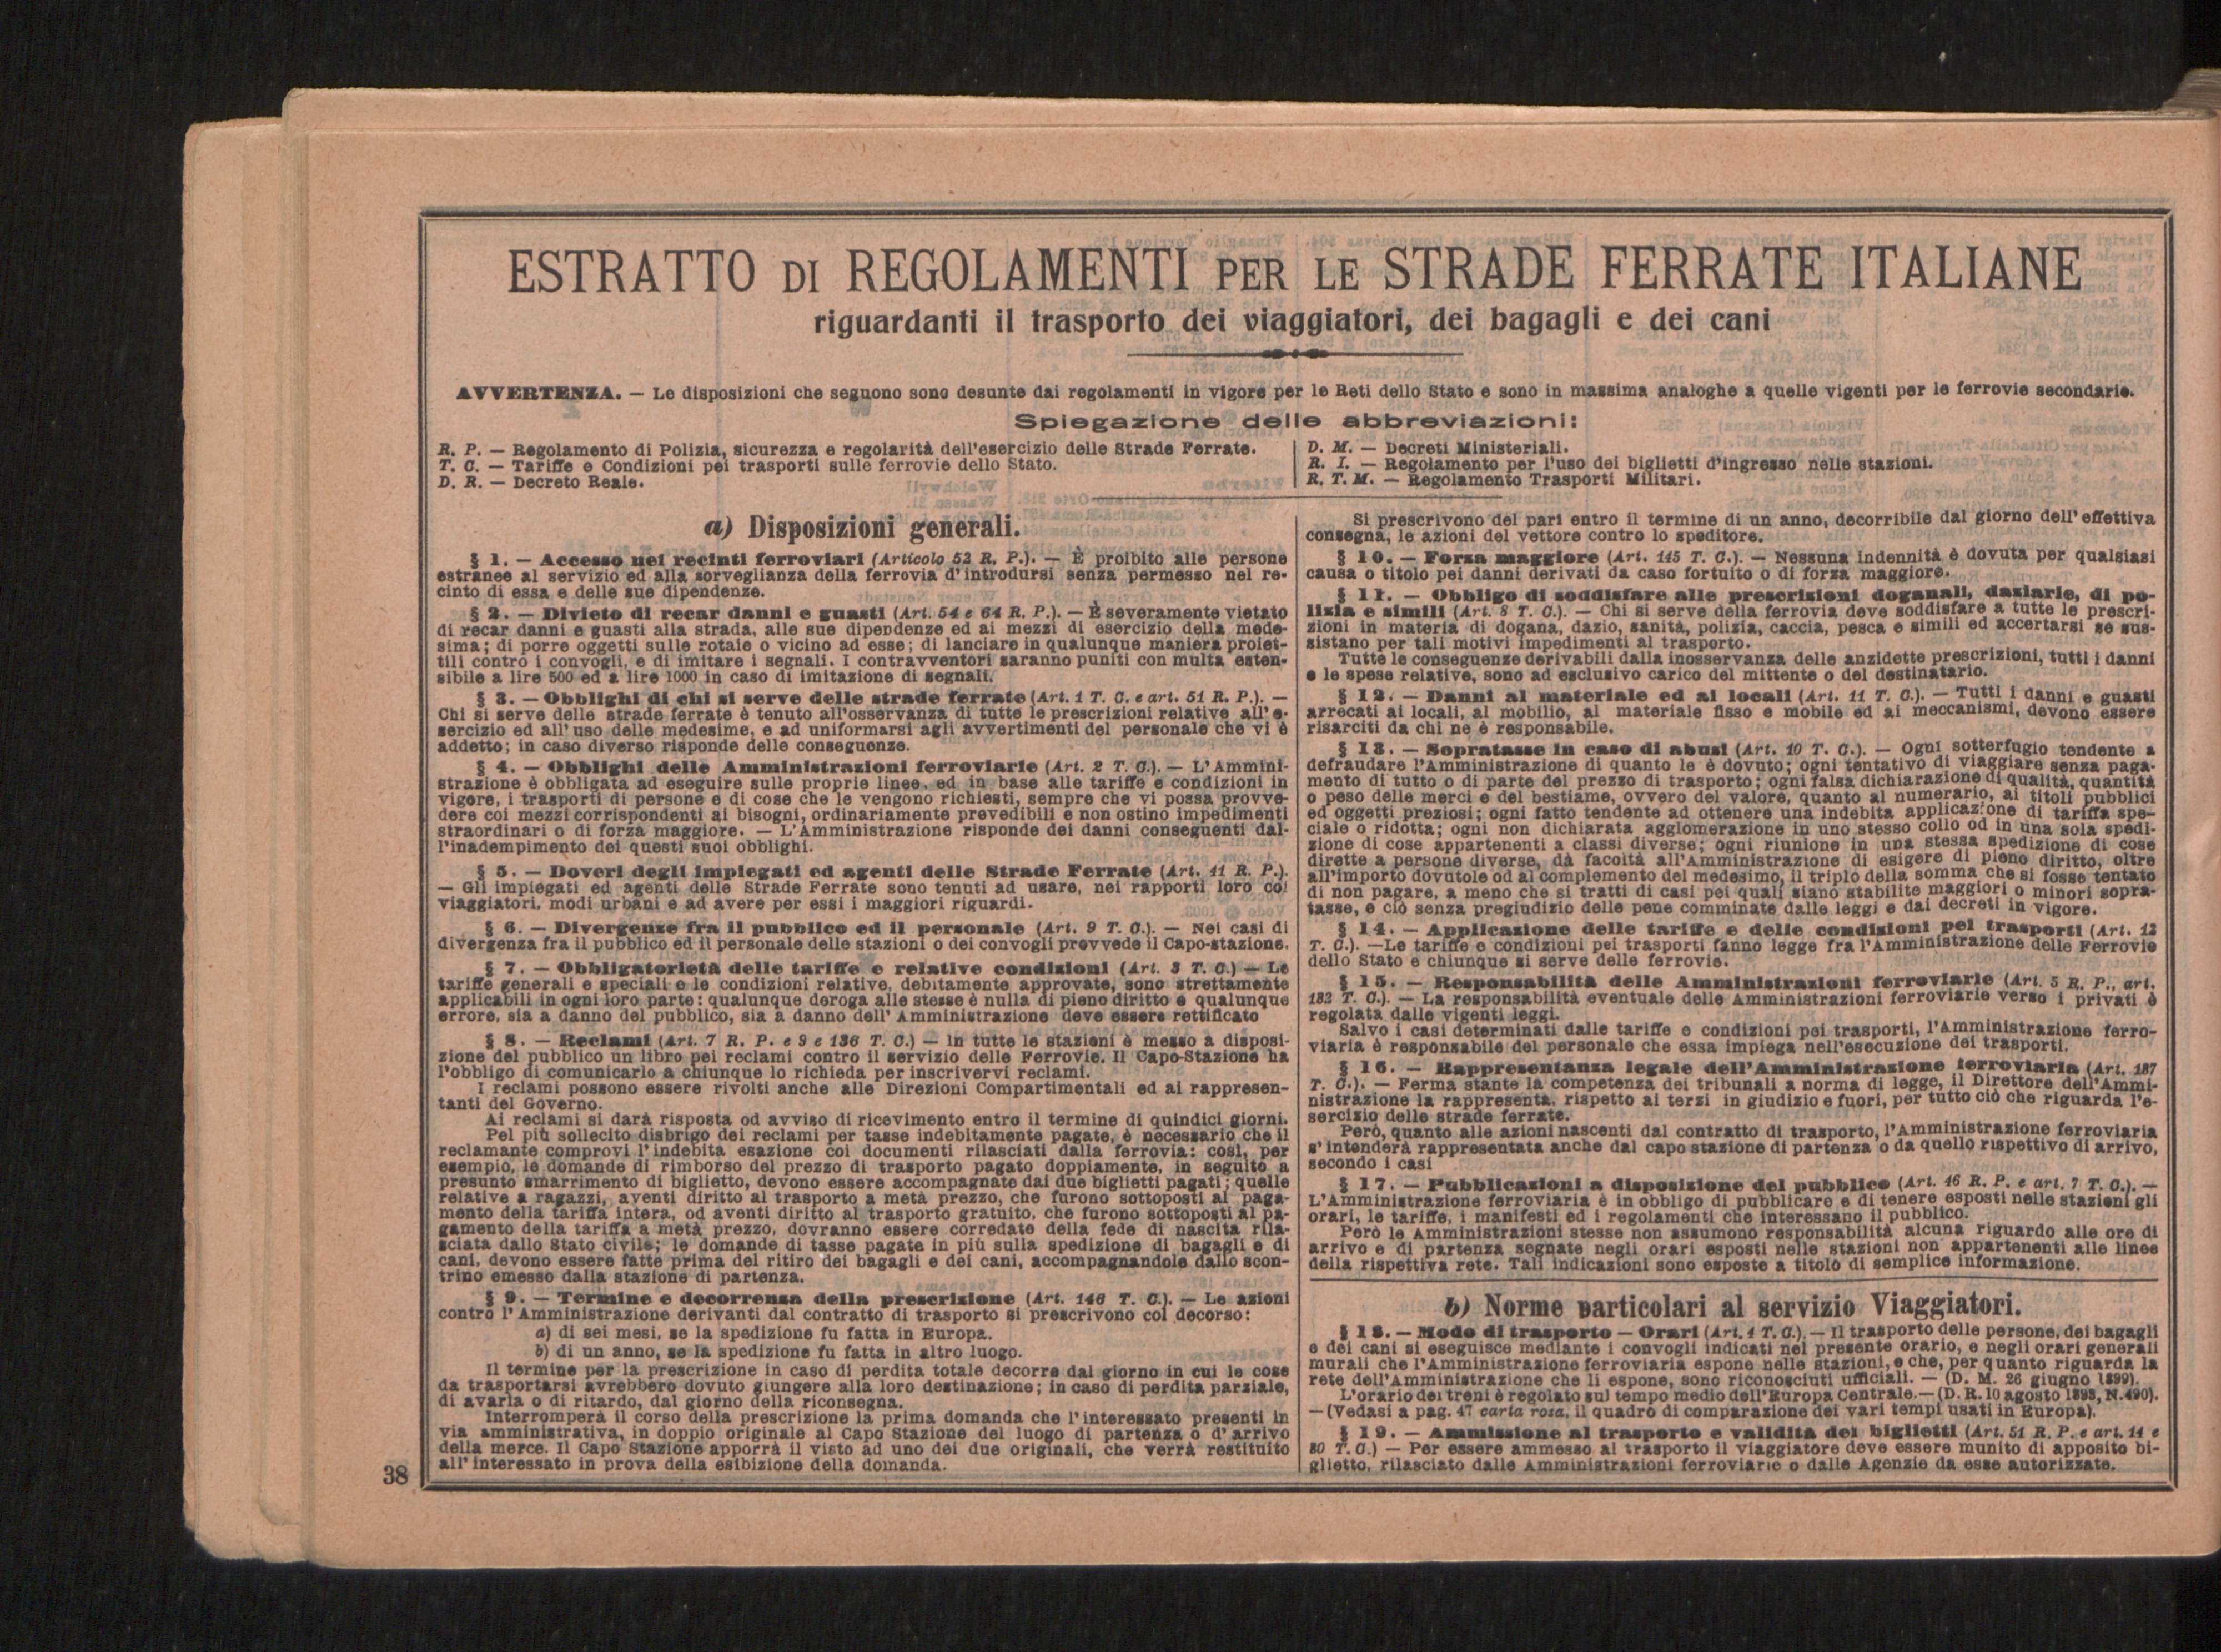 ESTRATTO DI REGOLAMENTI PER LE STRADE FERRATE ITALIANE
riguardanti il trasporto dei viaggiatori, dei bagagli e dei cani
AVVERTENZA. — Le disposizioni che seguono sono desunte dai regolamenti in vigore per le Reti dello Stato e sono in massima analoghe a quelle vigenti per le ferrovie secondarie.
Spiegazione delle abbreviazioni:
R. P. — Regolamento di Polizia, sicurezza e regolarità dell'esercizio delle Strade Ferrate.
T. C. — Tariffe e Condizioni pei trasporti sulle ferrovie dello Stato.
D. R. — Decreto Reale.
D. M. — Decreti Ministeriali.
R. I. — Regolamento per l'uso dei biglietti d'ingresso nelle stazioni.
R. T. M. — Regolamento Trasporti Militari.
a) Disposizioni generali.
§ 1. — Accesso nei recinti ferroviari (Articolo 52 R. P.). — È proibito alle persone
estranee al servizio ed alla sorveglianza della ferrovia d'introdursi senza permesso nel re-
cinto di essa e delle sue dipendenze.
§ 2. — Divieto di recar danni e guasti (Art. 54 e 64 R. P.). — È severamente vietato
di recar danni e guasti alla strada, alle sue dipendenze ed ai mezzi di esercizio della mede-
sima; di porre oggetti sulle rotaie o vicino ad esse; di lanciare in qualunque maniera proiet-
tili contro i convogli, e di imitare i segnali. I contravventori saranno puniti con multa esten-
sibile a lire 500 ed a lire 1000 in caso di imitazione di segnali.
§ 3. — Obblighi di chi si serve delle strade ferrate (Art. 1 T. C. e art. 51 R. P.). —
Chi si serve delle strade ferrate è tenuto all'osservanza di tutte le prescrizioni relative all'e-
sercizio ed all'uso delle medesime, e ad uniformarsi agli avvertimenti del personale che vi è
addetto; in caso diverso risponde delle conseguenze.
§ 4. — Obblighi delle Amministrazioni ferroviarie (Art. 2 T. C.). — L'Ammini-
strazione è obbligata ad eseguire sulle proprie linee, ed in base alle tariffe e condizioni in
vigore, i trasporti di persone e di cose che le vengono richiesti, sempre che vi possa provve-
dere coi mezzi corrispondenti ai bisogni, ordinariamente prevedibili e non ostino impedimenti
straordinari o di forza maggiore. — L'Amministrazione risponde dei danni conseguenti dal-
l'inadempimento dei questi suoi obblighi.
§ 5. — Doveri degli impiegati ed agenti delle Strade Ferrate (Art. 11 R. P.).
— Gli impiegati ed agenti delle Strade Ferrate sono tenuti ad usare, nei rapporti loro coi
viaggiatori, modi urbani e ad avere per essi i maggiori riguardi.
§ 6. — Divergenze fra il pubblico ed il personale (Art. 9 T. C.). — Nei casi di
divergenza fra il pubblico ed il personale delle stazioni o dei convogli provvede il Capo-stazione.
§ 7. — Obbligatorietà delle tariffe e relative condizioni (Art. 3 T. C.) — Le
tariffe generali e speciali e le condizioni relative, debitamente approvate, sono strettamente
applicabili in ogni loro parte: qualunque deroga alle stesse è nulla di pieno diritto e qualunque
errore, sia a danno del pubblico, sia a danno dell'Amministrazione deve essere rettificato
§ 8. — Reclami (Art. 7 R. P. e 9 e 136 T. C.) — In tutte le stazioni è messo a disposi-
zione del pubblico un libro pei reclami contro il servizio delle Ferrovie. Il Capo-Stazione ha
l'obbligo di comunicarlo a chiunque lo richieda per inscrivervi reclami.
I reclami possono essere rivolti anche alle Direzioni Compartimentali ed ai rappresen-
tanti del Governo.
Ai reclami si darà risposta od avviso di ricevimento entro il termine di quindici giorni.
Pel più sollecito disbrigo dei reclami per tasse indebitamente pagate, è necessario che il
reclamante comprovi l'indebita esazione coi documenti rilasciati dalla ferrovia: così, per
esempio, le domande di rimborso del prezzo di trasporto pagato doppiamente, in seguito a
presunto smarrimento di biglietto, devono essere accompagnate dai due biglietti pagati; quelle
relative a ragazzi, aventi diritto al trasporto a metà prezzo, che furono sottoposti al paga-
mento della tariffa intera, od aventi diritto al trasporto gratuito, che furono sottoposti al pa-
gamento della tariffa a metà prezzo, dovranno essere corredate della fede di nascita rila-
sciata dallo Stato civile; le domande di tasse pagate in più sulla spedizione di bagagli e di
cani, devono essere fatte prima del ritiro dei bagagli e dei cani, accompagnandole dallo scon-
trino emesso dalla stazione di partenza.
§ 9. — Termine e decorrenza della prescrizione (Art. 146 T. C.). — Le azioni
contro l'Amministrazione derivanti dal contratto di trasporto si prescrivono col decorso:
a) di sei mesi, se la spedizione fu fatta in Europa.
b) di un anno, se la spedizione fu fatta in altro luogo.
Il termine per la prescrizione in caso di perdita totale decorre dal giorno in cui le cose
da trasportarsi avrebbero dovuto giungere alla loro destinazione; in caso di perdita parziale,
di avaria o di ritardo, dal giorno della riconsegna.
Interromperà il corso della prescrizione la prima domanda che l'interessato presenti in
via amministrativa, in doppio originale al Capo Stazione del luogo di partenza o d'arrivo
della merce. Il Capo Stazione apporrà il visto ad uno dei due originali, che verrà restituito
all'interessato in prova della esibizione della domanda.
Si prescrivono del pari entro il termine di un anno, decorribile dal giorno dell'effettiva
consegna, le azioni del vettore contro lo speditore.
§ 10. — Forza maggiore (Art. 145 T. C.). — Nessuna indennità è dovuta per qualsiasi
causa o titolo pei danni derivati da caso fortuito o di forza maggiore.
§ 11. — Obbligo di soddisfare alle prescrizioni doganali, daziarie, di po-
lizia e simili (Art. 8 T. C.). — Chi si serve della ferrovia deve soddisfare a tutte le prescri-
zioni in materia di dogana, dazio, sanità, polizia, caccia, pesca e simili ed accertarsi se sus-
sistano per tali motivi impedimenti al trasporto.
Tutte le conseguenze derivabili dalla inosservanza delle anzidette prescrizioni, tutti i danni
e le spese relative, sono ad esclusivo carico del mittente o del destinatario.
§ 12. — Danni al materiale ed ai locali (Art. 11 T. C.). — Tutti i danni e guasti
arrecati ai locali, al mobilio, al materiale fisso e mobile ed ai meccanismi, devono essere
risarciti da chi ne è responsabile.
§ 13. — Sopratasse in caso di abusi (Art. 10 T. C.). — Ogni sotterfugio tendente a
defraudare l'Amministrazione di quanto le è dovuto; ogni tentativo di viaggiare senza paga-
mento di tutto o di parte del prezzo di trasporto; ogni falsa dichiarazione di qualità, quantità
o peso delle merci e del bestiame, ovvero del valore, quanto al numerario, ai titoli pubblici
ed oggetti preziosi; ogni fatto tendente ad ottenere una indebita applicazione di tariffa spe-
ciale o ridotta; ogni non dichiarata agglomerazione in uno stesso collo od in una sola spedi-
zione di cose appartenenti a classi diverse; ogni riunione in una stessa spedizione di cose
dirette a persone diverse, dà facoltà all'Amministrazione di esigere di pieno diritto, oltre
all'importo dovutole od al complemento del medesimo, il triplo della somma che si fosse tentato
di non pagare, a meno che si tratti di casi pei quali siano stabilite maggiori o minori sopra-
tasse, e ciò senza pregiudizio delle pene comminate dalle leggi e dai decreti in vigore.
§ 14. — Applicazione delle tariffe e delle condizioni pei trasporti (Art. 12
T. C.). —Le tariffe e condizioni pei trasporti fanno legge fra l'Amministrazione delle Ferrovie
dello Stato e chiunque si serve delle ferrovie.
§ 15. — Responsabilità delle Amministrazioni ferroviarie (Art. 5 R. P., art.
132 T. C.). — La responsabilità eventuale delle Amministrazioni ferroviarie verso i privati è
regolata dalle vigenti leggi.
Salvo i casi determinati dalle tariffe e condizioni pei trasporti, l'Amministrazione ferro-
viaria è responsabile del personale che essa impiega nell'esecuzione dei trasporti.
§ 16. — Rappresentanza legale dell'Amministrazione ferroviaria (Art. 137
T. C.). — Ferma stante la competenza dei tribunali a norma di legge, il Direttore dell'Ammi-
nistrazione la rappresenta, rispetto ai terzi in giudizio e fuori, per tutto ciò che riguarda l'e-
sercizio delle strade ferrate.
Però, quanto alle azioni nascenti dal contratto di trasporto, l'Amministrazione ferroviaria
s'intenderà rappresentata anche dal capo stazione di partenza o da quello rispettivo di arrivo,
secondo i casi
§ 17. — Pubblicazioni a disposizione del pubblico (Art. 16 R. P. e art. 7 T. C.). —
L'Amministrazione ferroviaria è in obbligo di pubblicare e di tenere esposti nelle stazioni gli
orari, le tariffe, i manifesti ed i regolamenti che interessano il pubblico.
Però le Amministrazioni stesse non assumono responsabilità alcuna riguardo alle ore di
arrivo e di partenza segnate negli orari esposti nelle stazioni non appartenenti alle linee
della rispettiva rete. Tali indicazioni sono esposte a titolo di semplice informazione.
b) Norme particolari al servizio Viaggiatori.
§ 18. — Modo di trasporto — Orari (Art. 4 T. C.). — Il trasporto delle persone, dei bagagli
e dei cani si eseguisce mediante i convogli indicati nel presente orario, e negli orari generali
murali che l'Amministrazione ferroviaria espone nelle stazioni, e che, per quanto riguarda la
rete dell'Amministrazione che li espone, sono riconosciuti ufficiali. — (D. M. 26 giugno 1899).
L'orario dei treni è regolato sul tempo medio dell'Europa Centrale.—(D. R. 10 agosto 1893, N. 490).
—(Vedasi a pag. 47 carta rosa, il quadro di comparazione dei vari tempi usati in Europa).
§ 19. — Ammissione al trasporto e validità dei biglietti (Art. 51 R. P. e art. 14 e
80 T. C.) — Per essere ammesso al trasporto il viaggiatore deve essere munito di apposito bi-
glietto, rilasciato dalle Amministrazioni ferroviarie o dalle Agenzie da esse autorizzate.
38